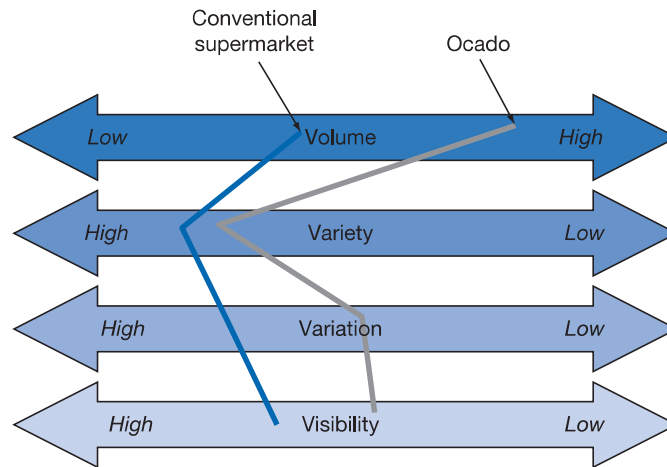 Conventional
supermarket
Ocado
Low Volume High
High Variety Low
High Variation Low
High Visibility Low